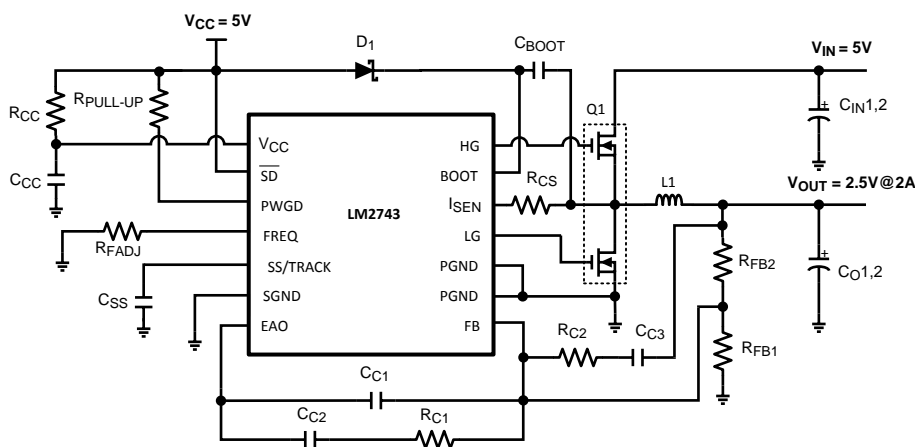 V_CC = 5V
D1
C_BOOT
V_IN = 5V
R_CC
R_PULL-UP
Q1
C_IN1,2
V_CC
HG
C_CC
SD
BOOT
R_CS
L1
V_OUT = 2.5V@2A
PWGD
LM2743
I_SEN
FREQ
LG
R_FADJ
R_FB2
C_O1,2
SS/TRACK
PGND
C_SS
SGND
PGND
EAO
FB
R_C2
C_C3
R_FB1
C_C1
C_C2
R_C1